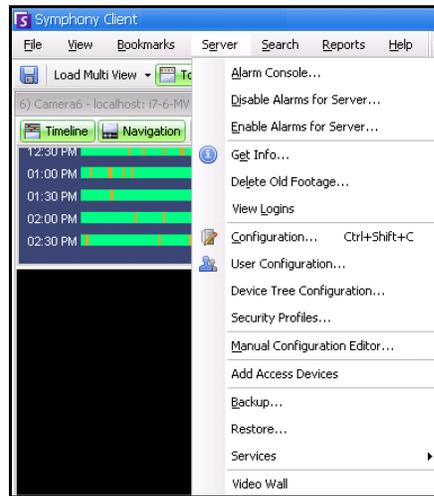 Symphony Client
File View Bookmarks Server Search Reports Help
Load Multi View
6) Camera6 - localhost: i7-6-MV
Timeline Navigation
12:30 PM
01:00 PM
01:30 PM
02:00 PM
02:30 PM
Alarm Console...
Disable Alarms for Server...
Enable Alarms for Server...
Get Info...
Delete Old Footage...
View Logins
Configuration... Ctrl+Shift+C
User Configuration...
Device Tree Configuration...
Security Profiles...
Manual Configuration Editor...
Add Access Devices
Backup...
Restore...
Services
Video Wall